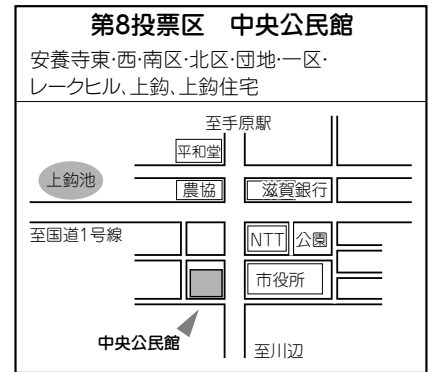 第8投票区　中央公民館
安養寺東・西・南区・北区・団地・一区・
レークヒル、上鈎、上鈎住宅
至手原駅
平和堂
上鈎池
農協
滋賀銀行
至国道1号線
NTT
公園
市役所
中央公民館
至川辺